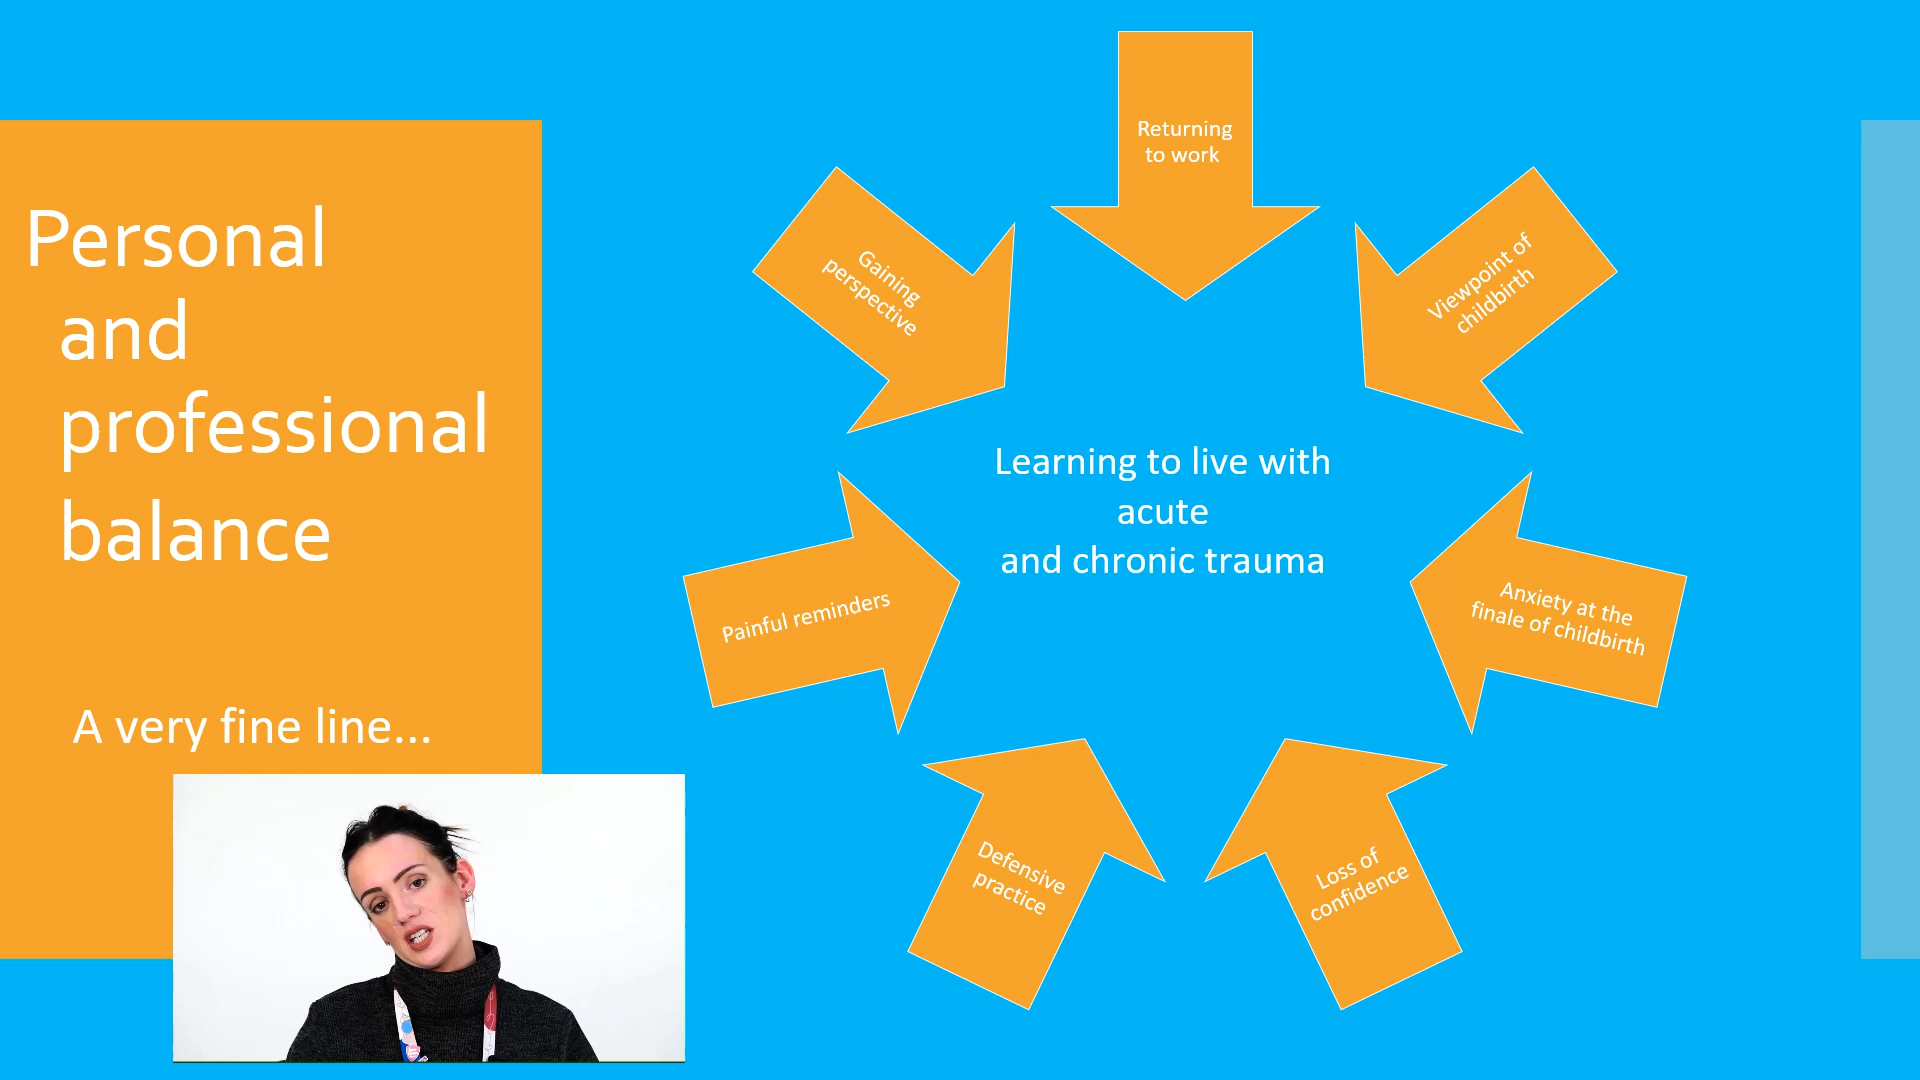 Personal
and
professional
balance
A very fine line...
Returning
to work
Viewpoint of
childbirth
Anxiety at the
finale of childbirth
Loss of
confidence
Defensive
practice
Painful reminders
Gaining
perspective
Learning to live with
acute
and chronic trauma